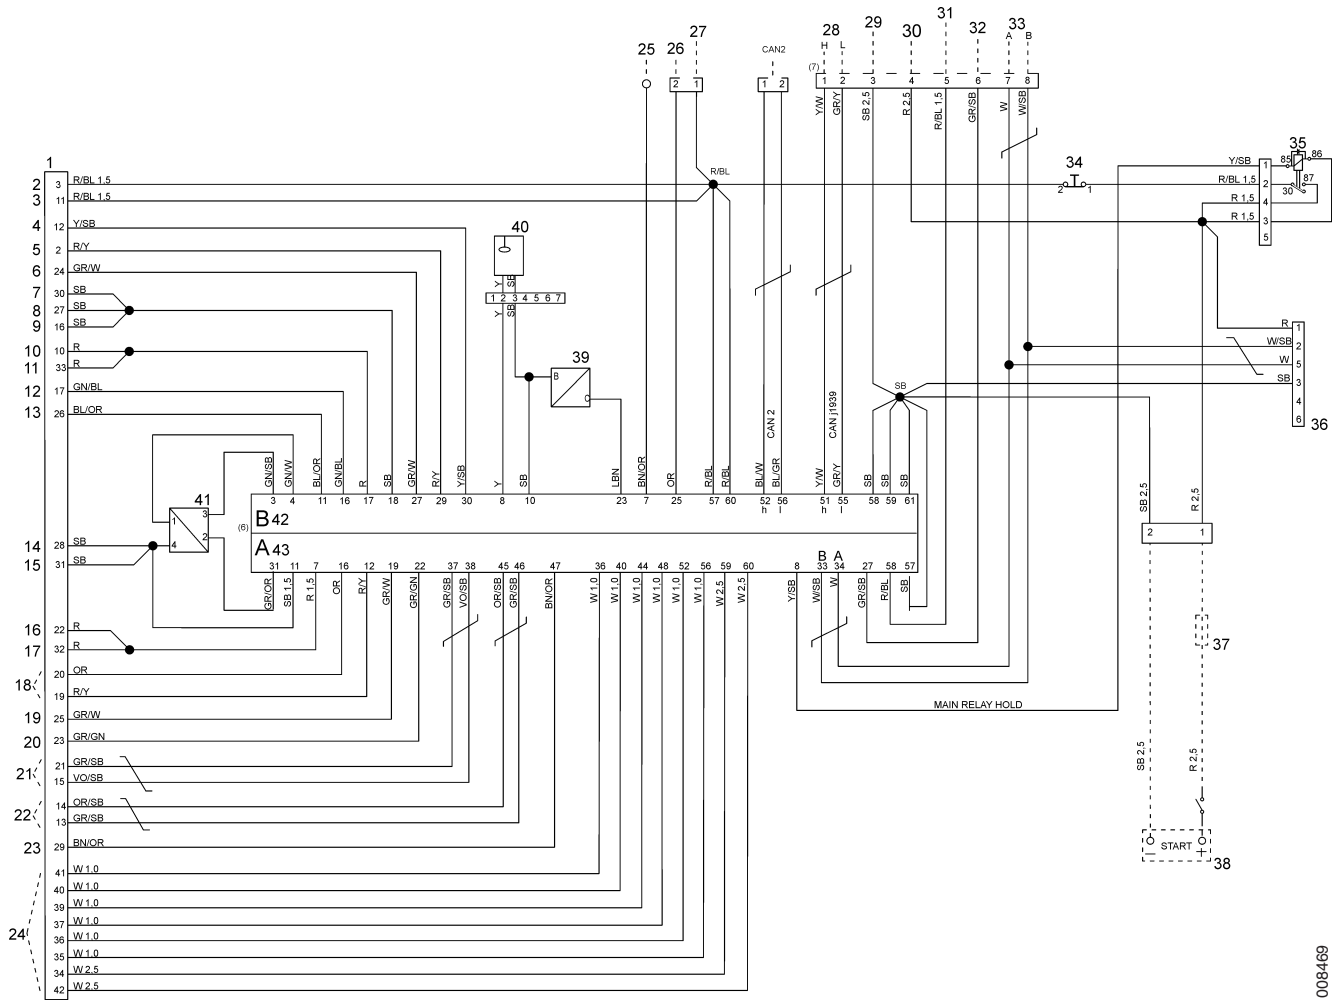 31
29 30 32 33
28
H L A B
25 26 27 CAN2
(7)
2 1 1 2 1 2 3 4 5 6 7 8
Y/W GR/Y SB 2,5 R 2,5 R/BL 1,5 GR/SB W W/SB
1
R/BL
34
2 1
35
85 86
30 87
Y/SB 1
R/BL 1,5 2
R 1,5 4
R 1,5 3
5
2 3 R/BL 1.5
3 11 R/BL 1.5
4 12 Y/SB
5 2 R/Y
6 24 GR/W
7 30 SB
8 27 SB
9 16 SB
10 10 R
11 33 R
12 17 GN/BL
13 26 BL/OR
40
Y SB
1 2 3 4 5 6 7
Y SB
39
B
C
CAN 2 CAN j1939
SB
R 1
W/SB 2
W 5
SB 3
4
6
36
GN/SB GN/W BL/OR GN/BL R SB GR/W R/Y Y/SB Y SB LBN BN/OR OR R/BL R/BL BL/W BL/GR Y/W GR/Y SB SB SB
3 4 11 16 17 18 27 29 30 8 10 23 7 25 57 60 52 56 51 55 58 59 61
h l h l
41
1 3
4 2
(6)
B 42
A 43
B A
31 11 7 16 12 19 22 37 38 45 46 47 36 40 44 48 52 56 59 60 8 33 34 27 58 57
GR/OR SB 1,5 R 1,5 OR R/Y GR/W GR/GN GR/SB VO/SB OR/SB GR/SB BN/OR W 1,0 W 1,0 W 1,0 W 1,0 W 1,0 W 1,0 W 2,5 W 2,5 Y/SB W/SB W GR/SB R/BL SB
SB 2,5 R 2,5
2 1
14 28 SB
15 31 SB
16 22 R
17 32 R
18 20 OR
19 R/Y
19 25 GR/W
20 23 GR/GN
21 21 GR/SB
15 VO/SB
22 14 OR/SB
13 GR/SB
23 29 BN/OR
24
41 W 1,0
40 W 1,0
39 W 1,0
37 W 1,0
36 W 1,0
35 W 1,0
34 W 2.5
42 W 2.5
MAIN RELAY HOLD
37
SB 2,5 R 2,5
START
– +
38
008469